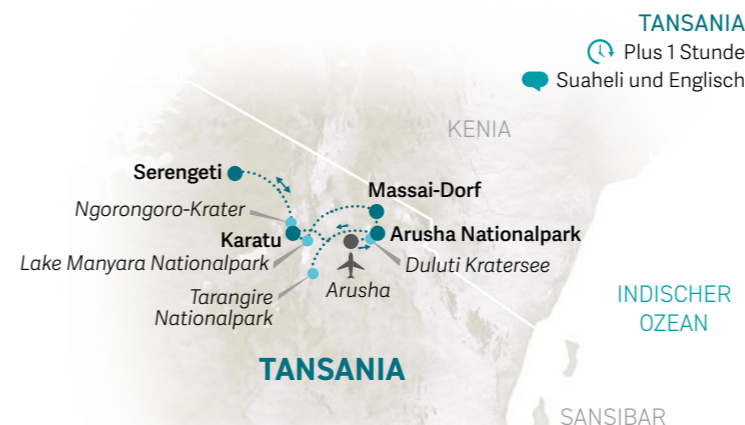 TANSANIA
Plus 1 Stunde
Suaheli und Englisch
KENIA
Serengeti
Massai-Dorf
Ngorongoro-Krater
Karatu
Arusha Nationalpark
Lake Manyara Nationalpark
Duluti Kratersee
Tarangire
Nationalpark
Arusha
INDISCHER
OZEAN
TANSANIA
SANSIBAR